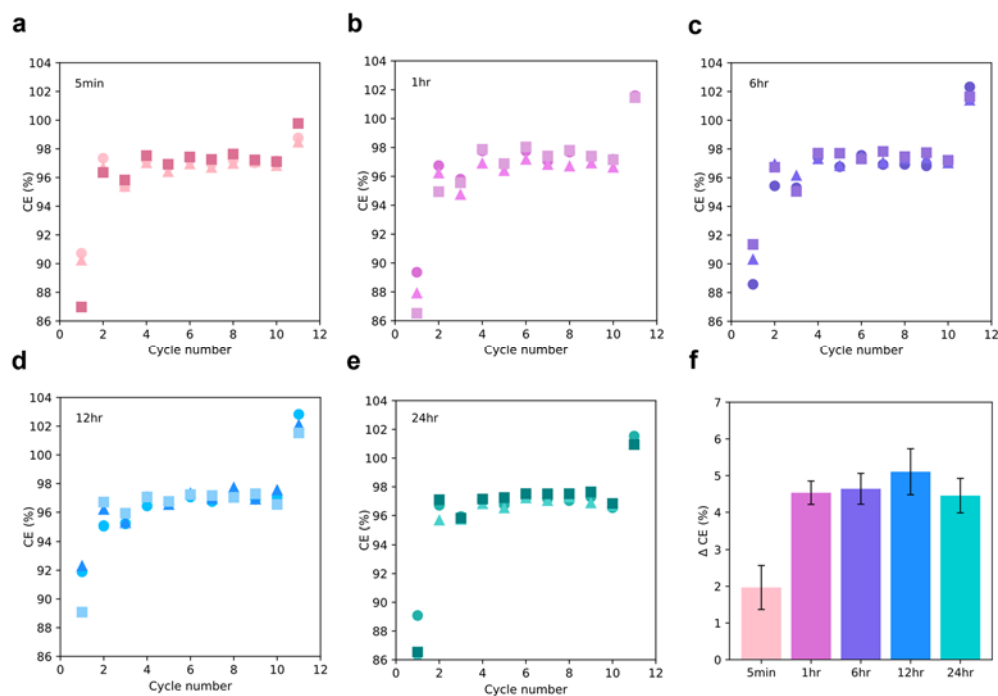 a
5min
CE (%)
104
102
100
98
96
94
92
90
88
86
0 2 4 6 8 10 12
Cycle number
b
1hr
CE (%)
104
102
100
98
96
94
92
90
88
86
0 2 4 6 8 10 12
Cycle number
c
6hr
CE (%)
104
102
100
98
96
94
92
90
88
86
0 2 4 6 8 10 12
Cycle number
d
12hr
CE (%)
104
102
100
98
96
94
92
90
88
86
0 2 4 6 8 10 12
Cycle number
e
24hr
CE (%)
104
102
100
98
96
94
92
90
88
86
0 2 4 6 8 10 12
Cycle number
f
Δ CE (%)
7
6
5
4
3
2
1
0
5min 1hr 6hr 12hr 24hr